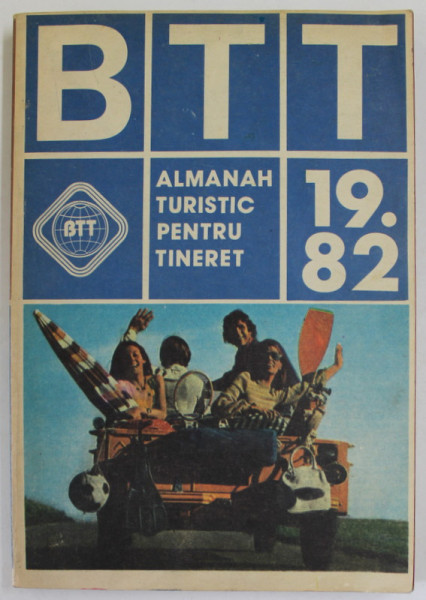 BTT
BTT
ALMANAH
TURISTIC
PENTRU
TINERET
19.
82